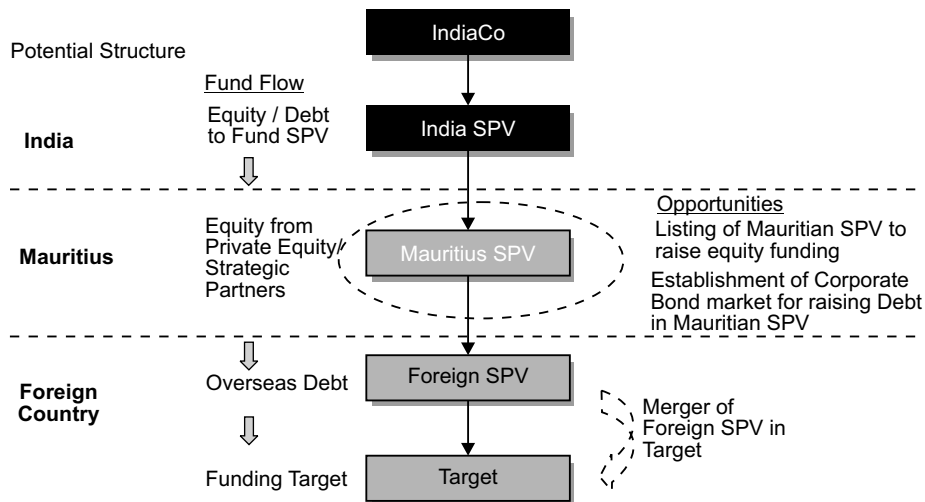 IndiaCo
Potential Structure
Fund Flow
Equity / Debt
to Fund SPV
India
India SPV
Opportunities
Listing of Mauritian SPV to
raise equity funding
Establishment of Corporate
Bond market for raising Debt
in Mauritian SPV
Equity from
Private Equity/
Strategic
Partners
Mauritius
Mauritius SPV
Overseas Debt
Foreign SPV
Foreign
Country
Merger of
Foreign SPV in
Target
Funding Target
Target